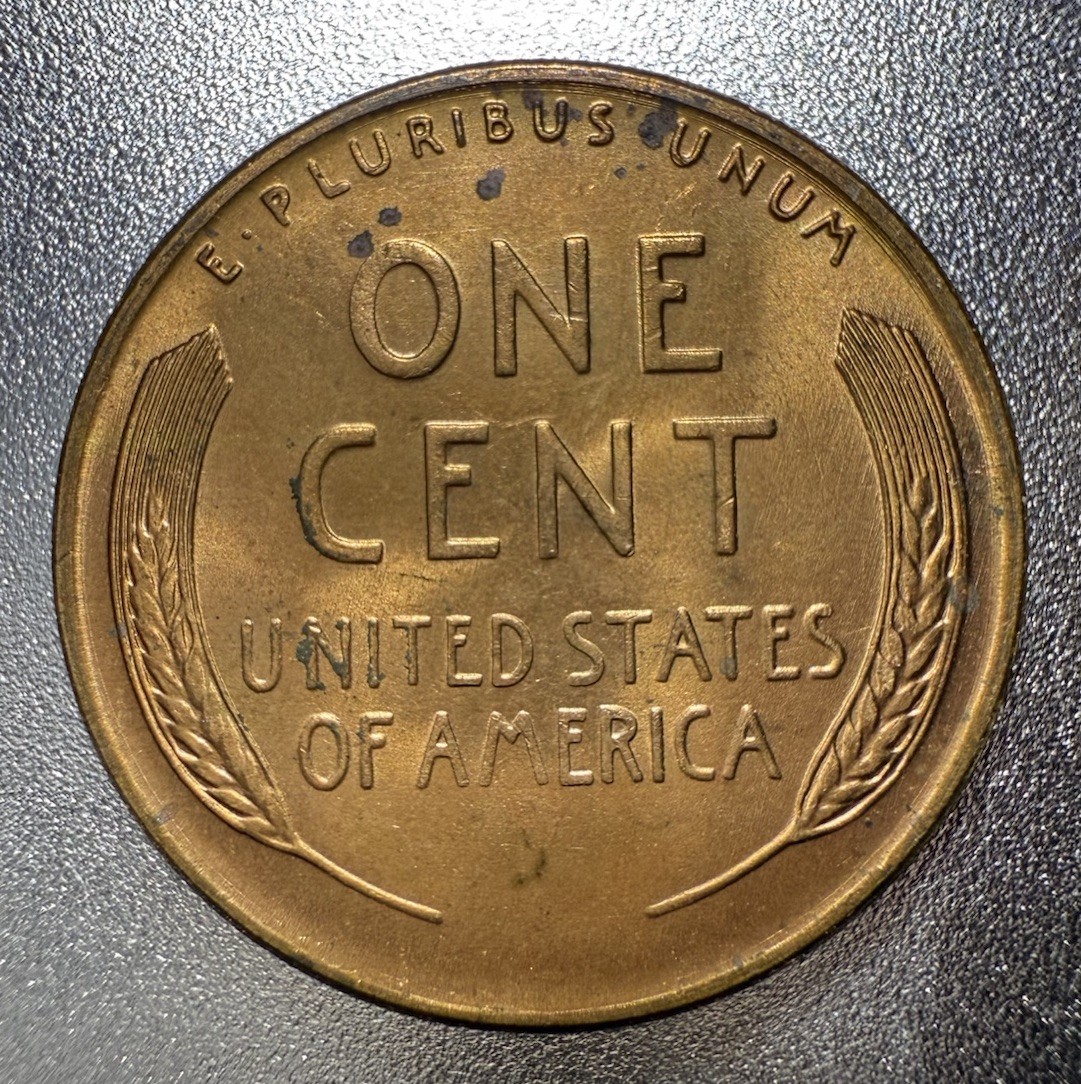 E · PLURIBUS · UNUM
ONE
CENT
UNITED STATES
OF AMERICA